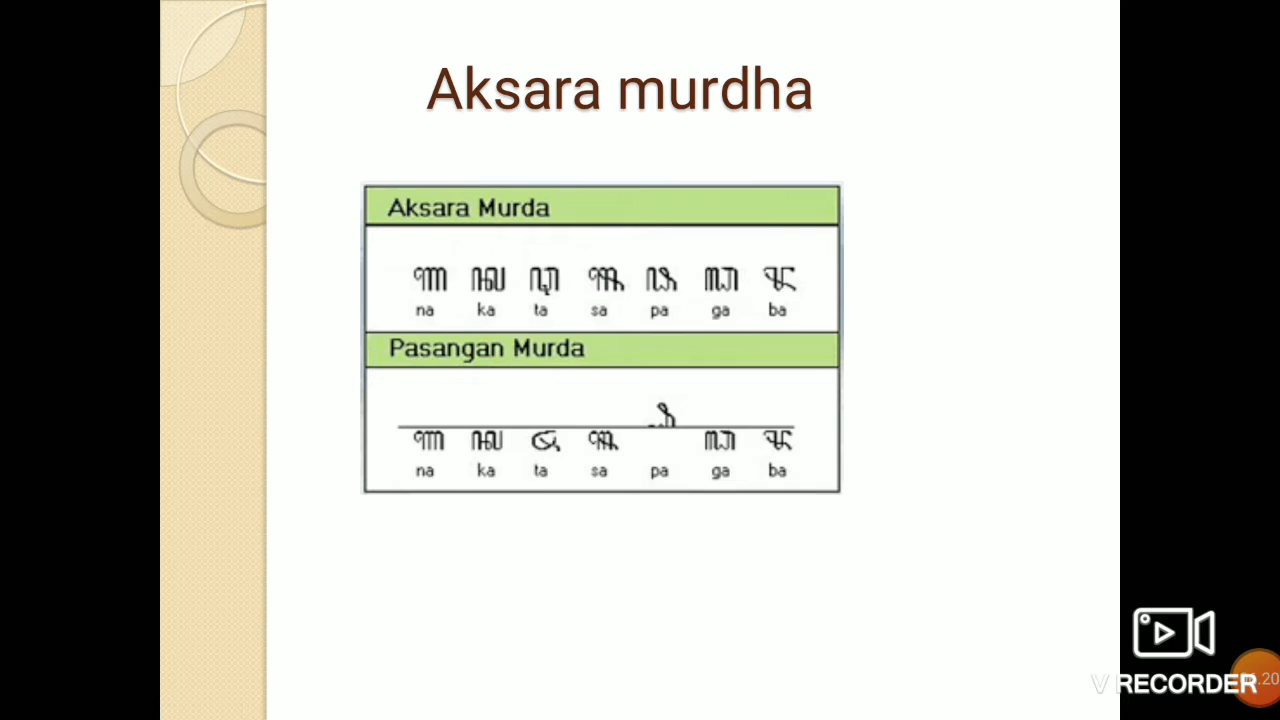 Aksara murdha
Aksara Murda
ꦟ ꦑ ꦡ ꦯ ꦦ ꦓ ꦨ
na ka ta sa pa ga ba
Pasangan Murda
na ka ta sa pa ga ba
V RECORDER